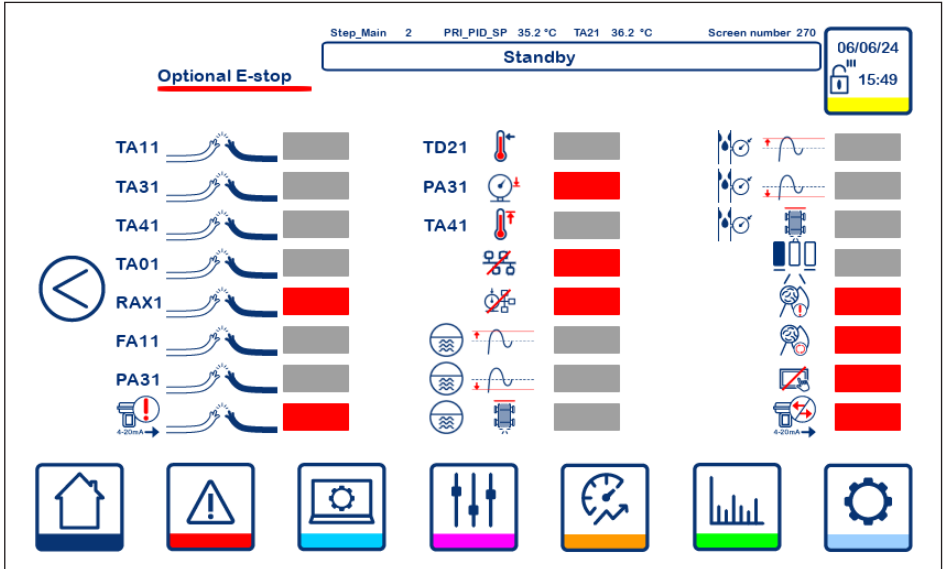 Step_Main 2 PRI_PID_SP 35.2 °C TA21 36.2 °C Screen number 270
Standby
06/06/24
15:49
Optional E-stop
TA11
TD21
TA31
PA31
TA41
TA41
TA01
RAX1
FA11
PA31
4-20mA
4-20mA